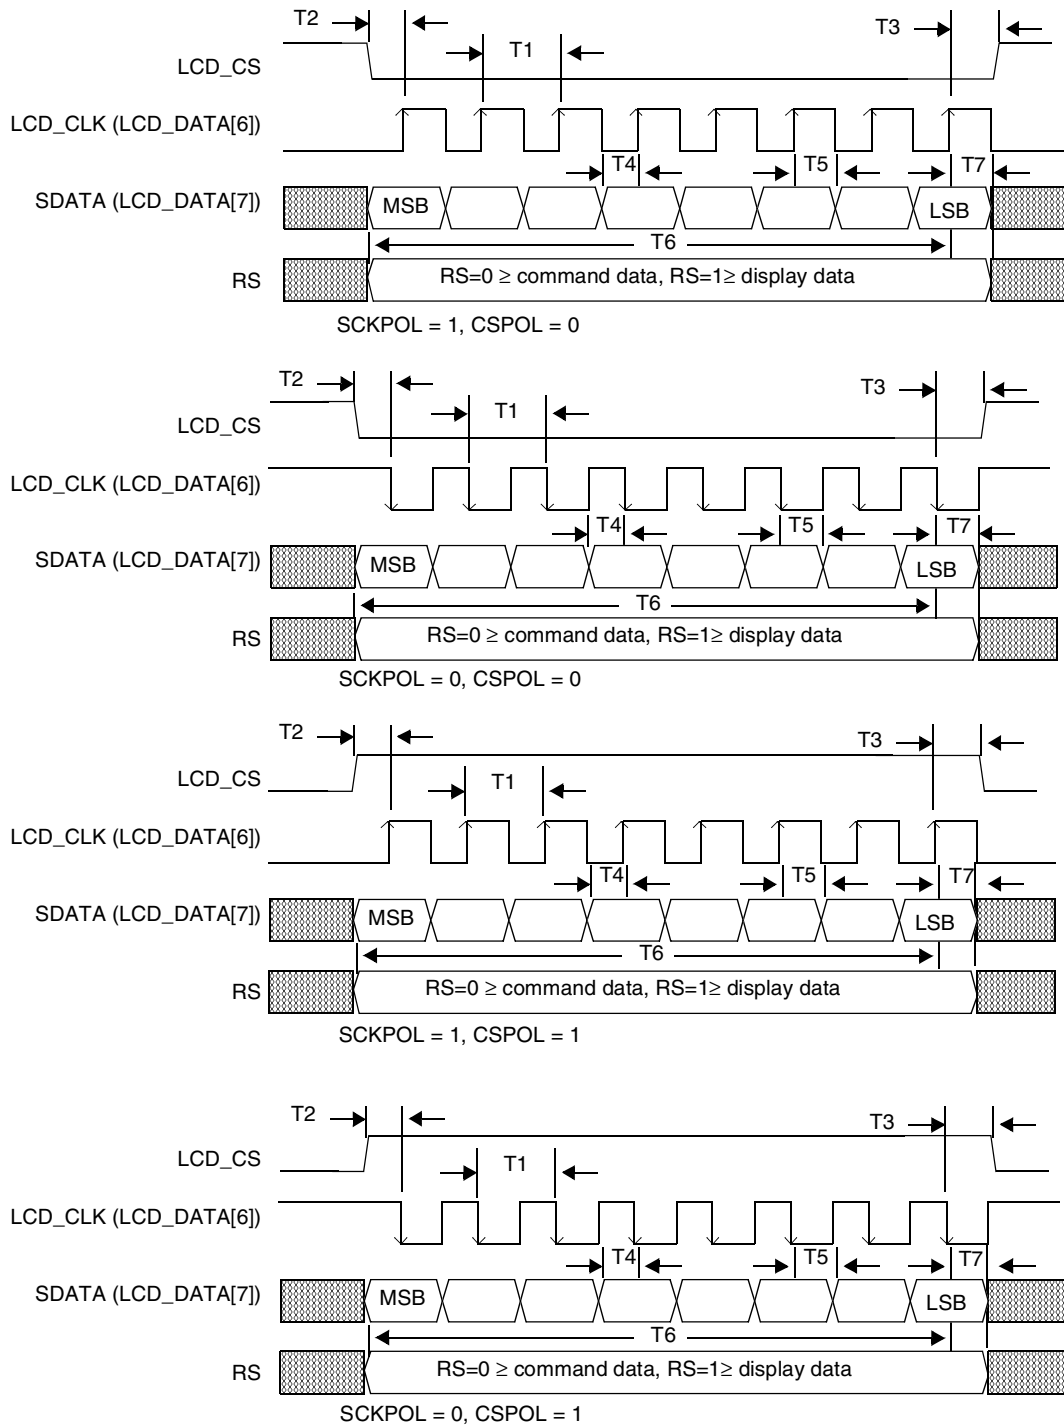 T2
T3
T1
LCD_CS
LCD_CLK (LCD_DATA[6])
T4
T5
T7
SDATA (LCD_DATA[7])
MSB
LSB
T6
RS
RS=0 ≥ command data, RS=1≥ display data
SCKPOL = 1, CSPOL = 0
T2
T3
T1
LCD_CS
LCD_CLK (LCD_DATA[6])
T4
T5
T7
SDATA (LCD_DATA[7])
MSB
LSB
T6
RS
RS=0 ≥ command data, RS=1≥ display data
SCKPOL = 0, CSPOL = 0
T2
T3
T1
LCD_CS
LCD_CLK (LCD_DATA[6])
T4
T5
T7
SDATA (LCD_DATA[7])
MSB
LSB
T6
RS
RS=0 ≥ command data, RS=1≥ display data
SCKPOL = 1, CSPOL = 1
T2
T3
T1
LCD_CS
LCD_CLK (LCD_DATA[6])
T4
T5
T7
SDATA (LCD_DATA[7])
MSB
LSB
T6
RS
RS=0 ≥ command data, RS=1≥ display data
SCKPOL = 0, CSPOL = 1